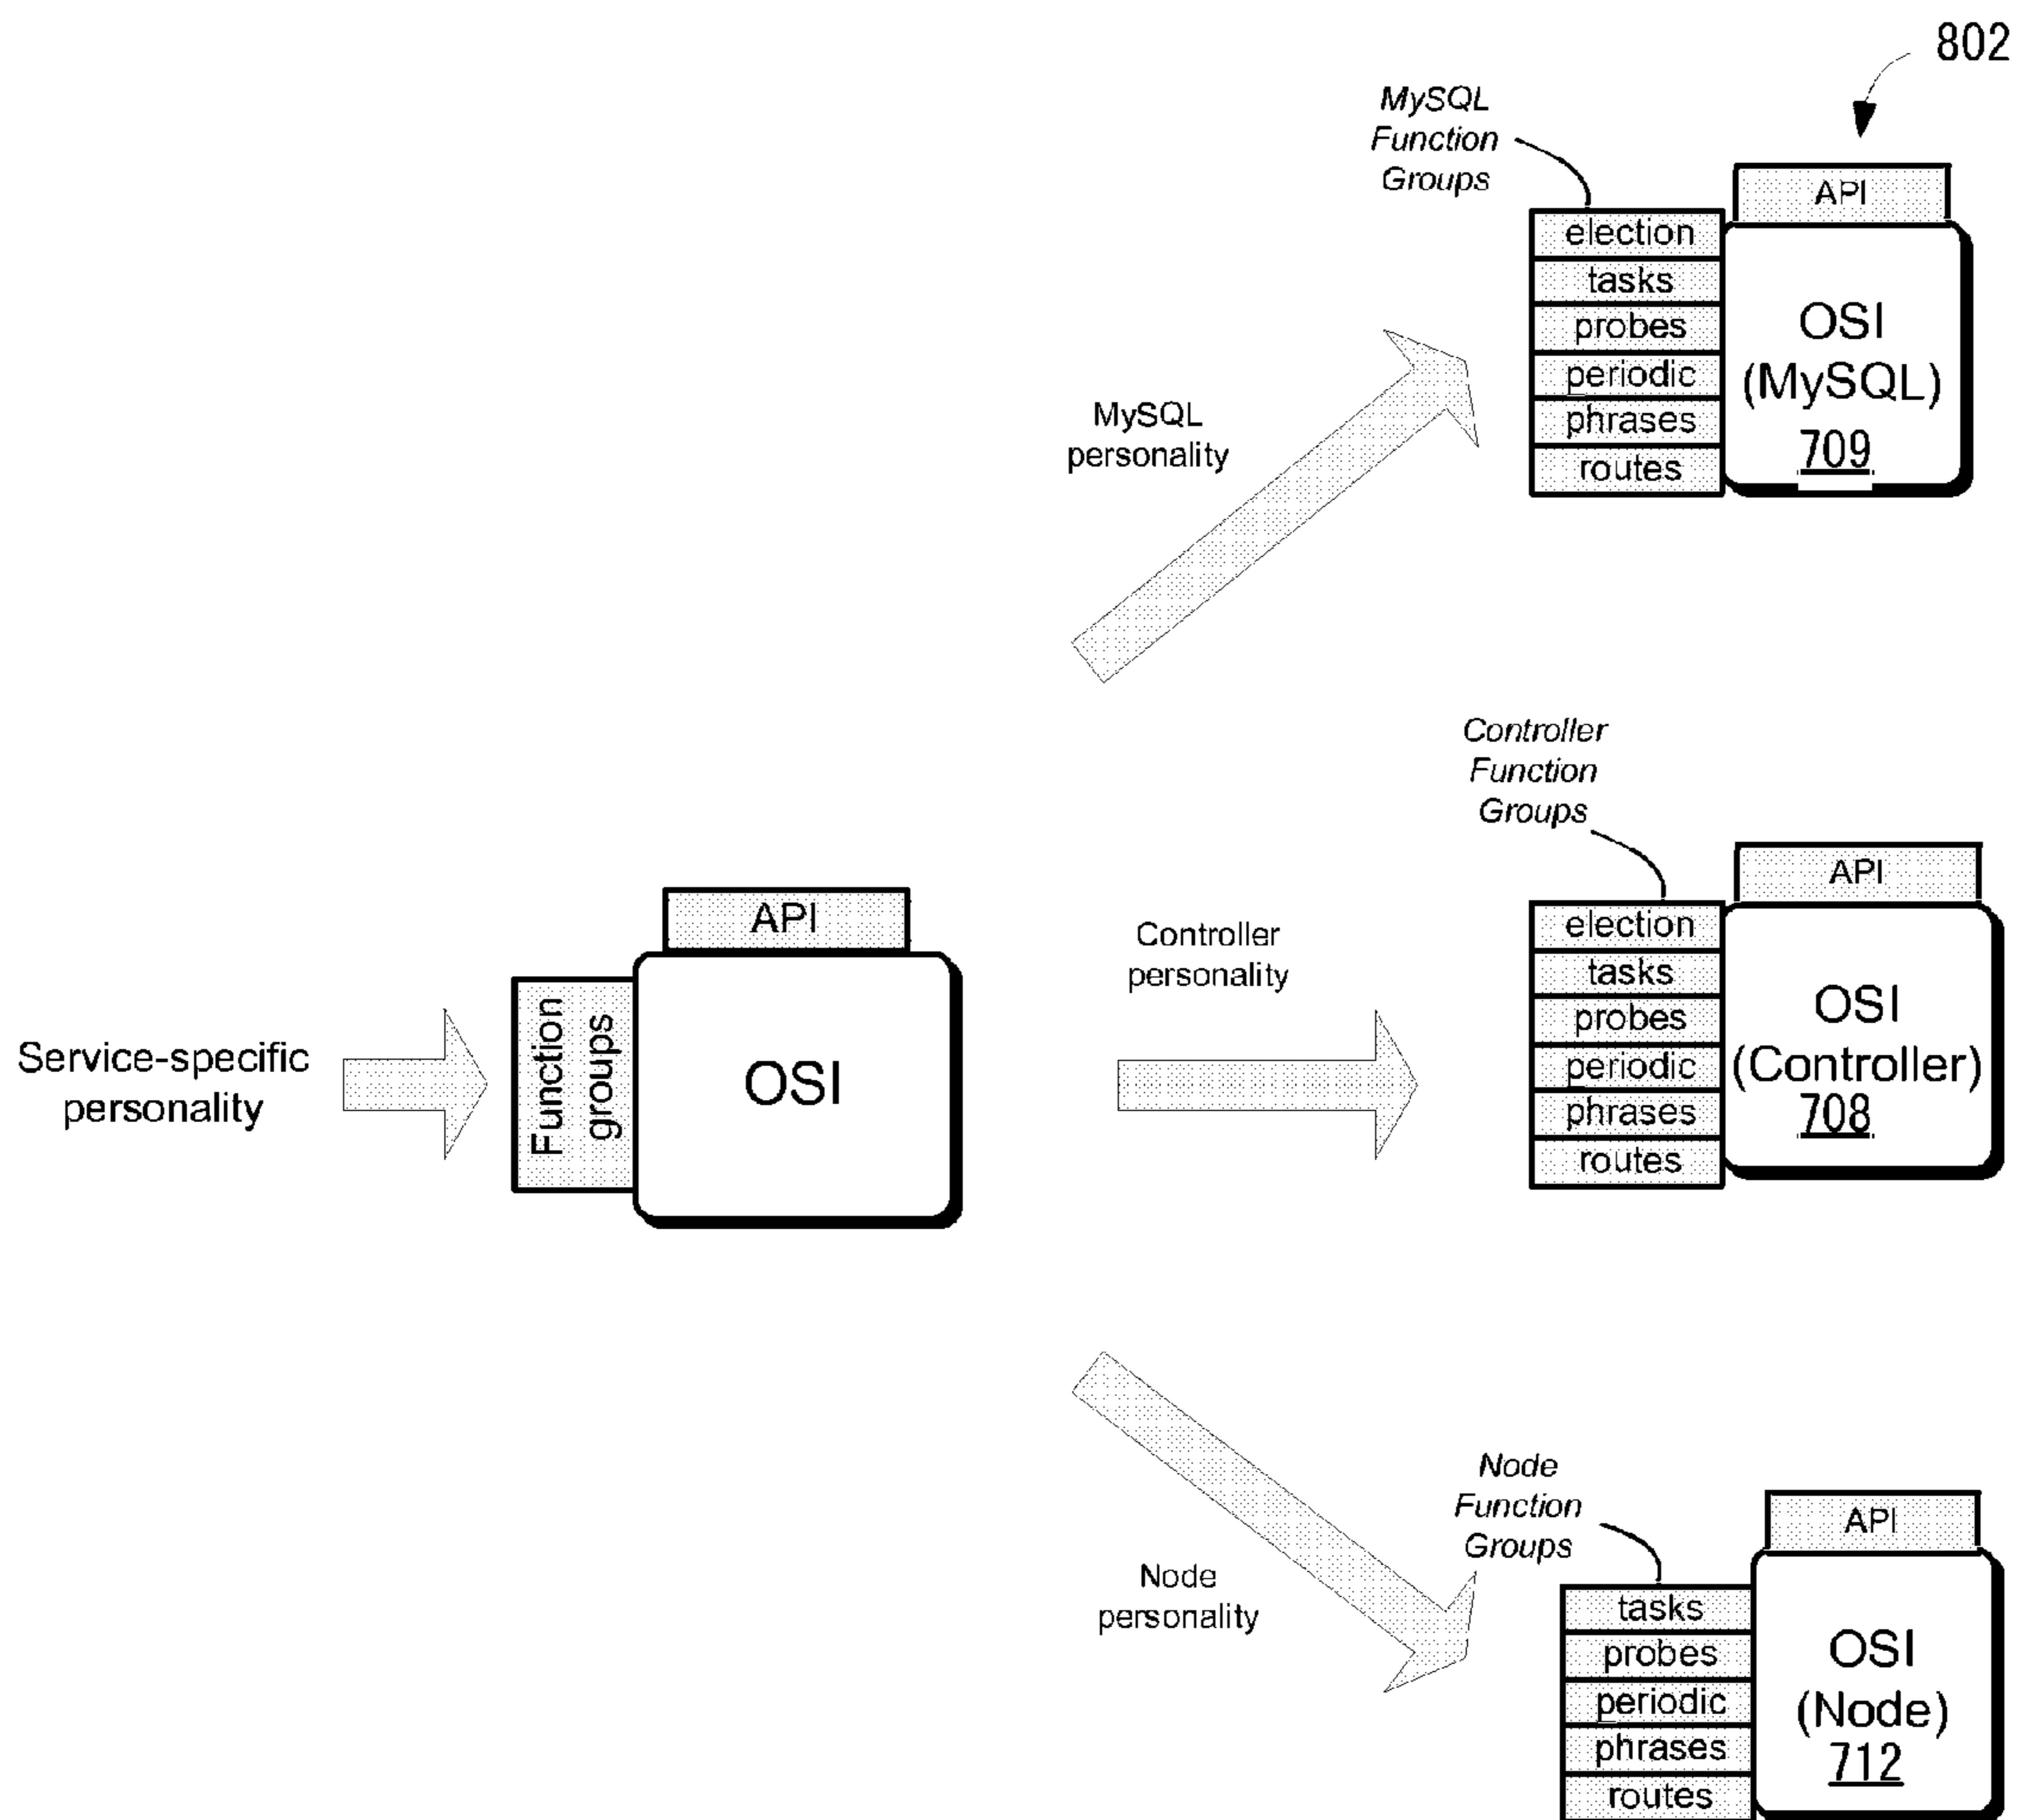 802
MySQL
Function
Groups
API
election
tasks
probes
periodic
phrases
routes
OSI
(MySQL)
709
MySQL
personality
Controller
Function
Groups
API
election
tasks
probes
periodic
phrases
routes
OSI
(Controller)
708
Controller
personality
API
Function
groups
OSI
Service-specific
personality
Node
Function
Groups
API
tasks
probes
periodic
phrases
routes
OSI
(Node)
712
Node
personality